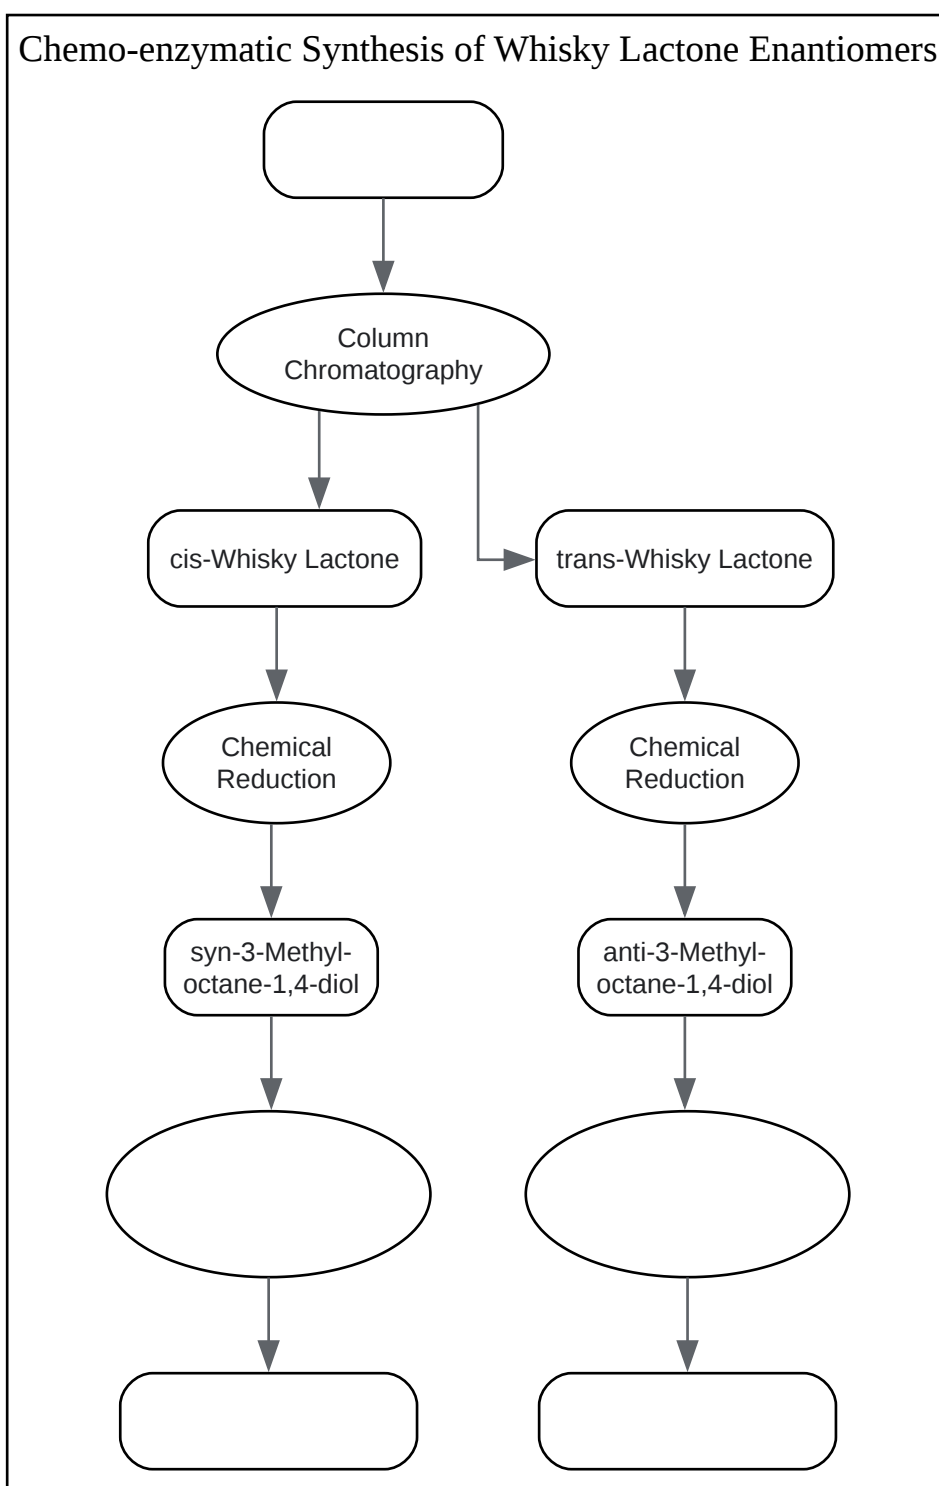 Chemo-enzymatic Synthesis of Whisky Lactone Enantiomers
Column
Chromatography
cis-Whisky Lactone
trans-Whisky Lactone
Chemical
Reduction
Chemical
Reduction
syn-3-Methyl-
octane-1,4-diol
anti-3-Methyl-
octane-1,4-diol